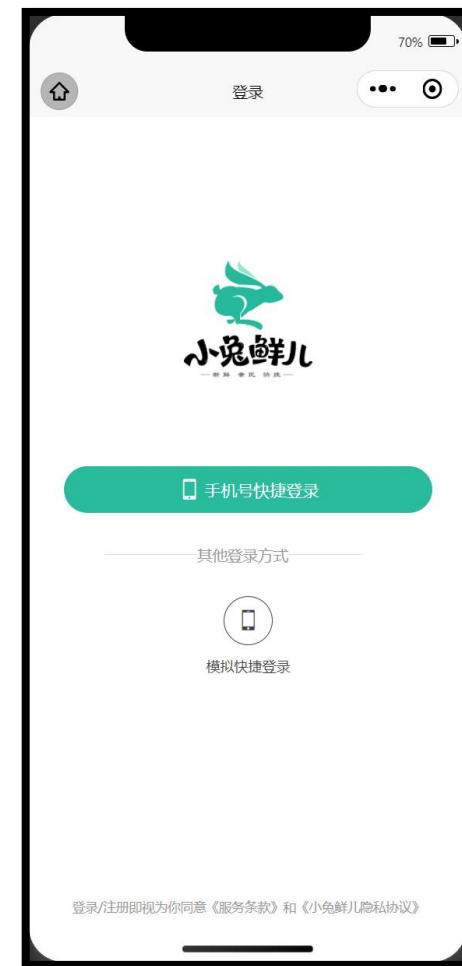 70%
登录
小兔鲜儿
新鲜 亲民 快捷
手机号快捷登录
其他登录方式
模拟快捷登录
登录/注册即视为你同意《服务条款》和《小兔鲜儿隐私协议》